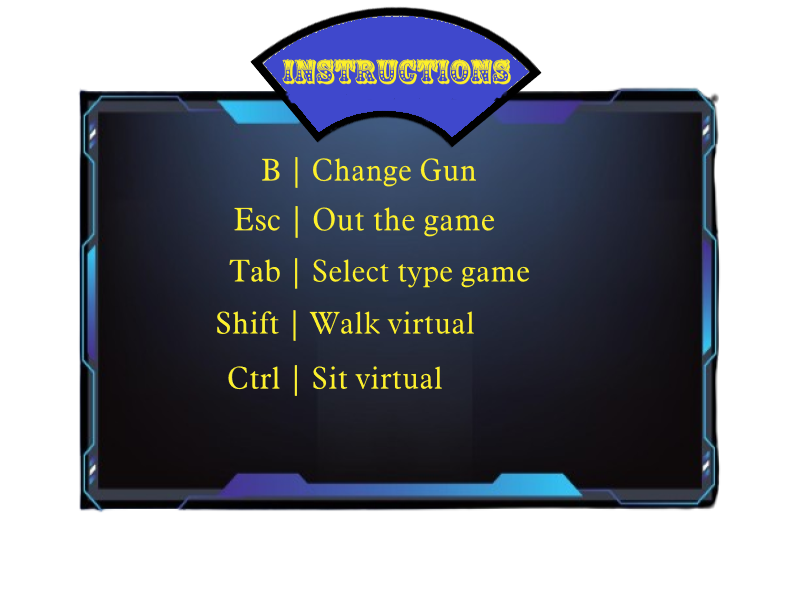 INSTRUCTIONS
B | Change Gun
Esc | Out the game
Tab | Select type game
Shift | Walk virtual
Ctrl | Sit virtual